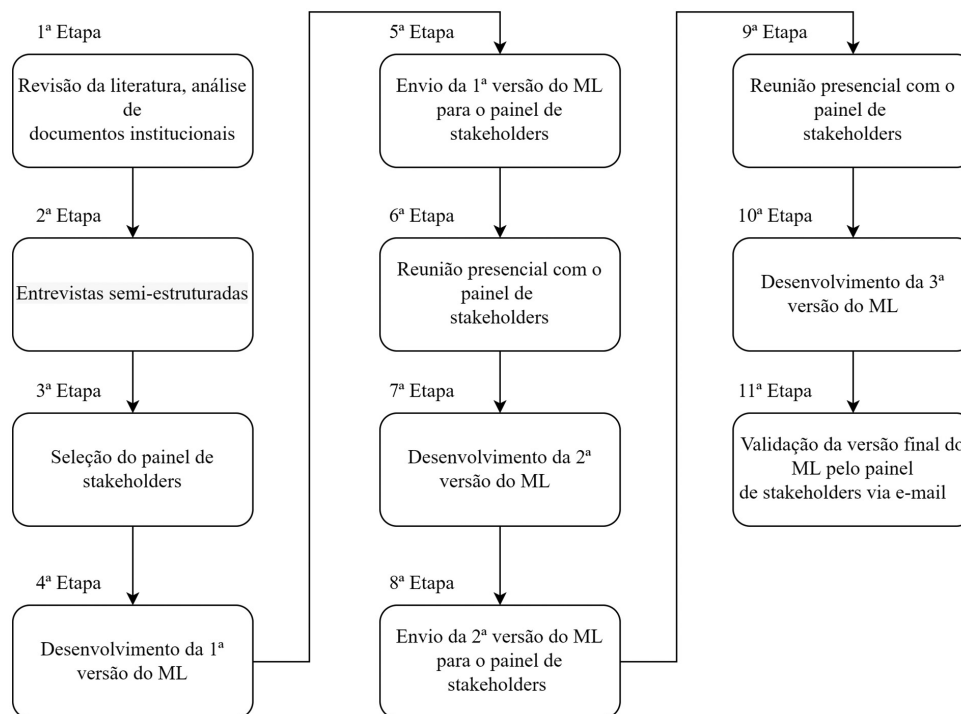 1ª Etapa
Revisão da literatura, análise
de
documentos institucionais
2ª Etapa
Entrevistas semi-estruturadas
3ª Etapa
Seleção do painel de
stakeholders
4ª Etapa
Desenvolvimento da 1ª
versão do ML
5ª Etapa
Envio da 1ª versão do ML
para o painel de
stakeholders
6ª Etapa
Reunião presencial com o
painel de
stakeholders
7ª Etapa
Desenvolvimento da 2ª
versão do ML
8ª Etapa
Envio da 2ª versão do ML
para o painel de
stakeholders
9ª Etapa
Reunião presencial com o
painel de
stakeholders
10ª Etapa
Desenvolvimento da 3ª
versão do ML
11ª Etapa
Validação da versão final do
ML pelo painel
de stakeholders via e-mail